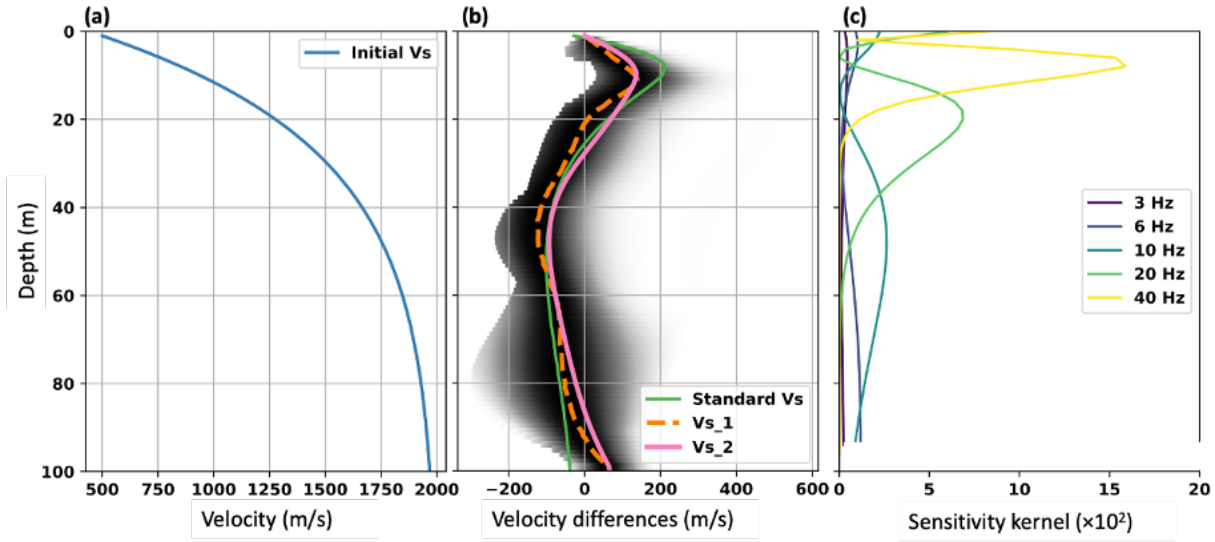 (a)
(b)
(c)
0
20
40
60
80
100
Depth (m)
Initial Vs
500 750 1000 1250 1500 1750 2000
Velocity (m/s)
Standard Vs
Vs_1
Vs_2
−200 0 200 400 600
Velocity differences (m/s)
3 Hz
6 Hz
10 Hz
20 Hz
40 Hz
0 5 10 15 20
Sensitivity kernel (×10²)